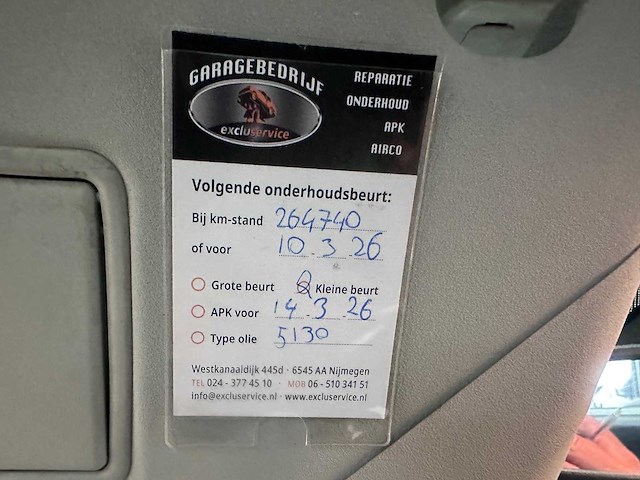 GARAGEBEDRIJF
excluservice
REPARATIE
ONDERHOUD
APK
AIRCO
Volgende onderhoudsbeurt:
Bij km-stand 264740
of voor 10.3.26
Grote beurt Kleine beurt
APK voor 14.3.26
Type olie 5130
Westkanaaldijk 445d · 6545 AA Nijmegen
TEL 024 - 377 45 10 · MOB 06 - 510 341 51
info@excluservice.nl · www.excluservice.nl